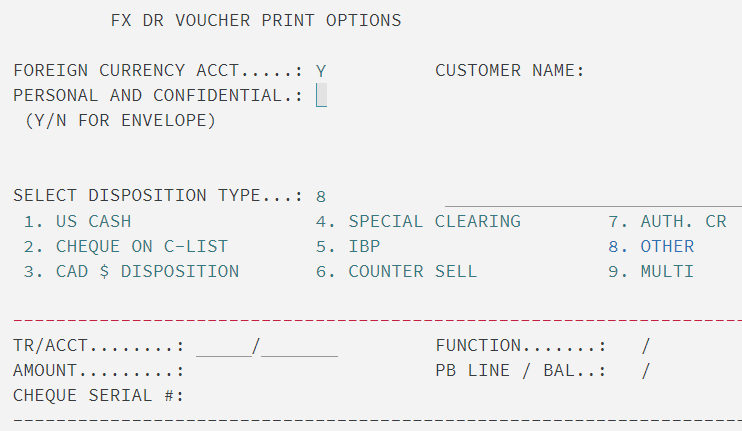 FX DR VOUCHER PRINT OPTIONS
FOREIGN CURRENCY ACCT.....: Y CUSTOMER NAME:
PERSONAL AND CONFIDENTIAL.:
(Y/N FOR ENVELOPE)
SELECT DISPOSITION TYPE...: 8
1. US CASH 4. SPECIAL CLEARING 7. AUTH. CR
2. CHEQUE ON C-LIST 5. IBP 8. OTHER
3. CAD $ DISPOSITION 6. COUNTER SELL 9. MULTI
TR/ACCT........: / FUNCTION.......: /
AMOUNT.........: PB LINE / BAL..: /
CHEQUE SERIAL #: